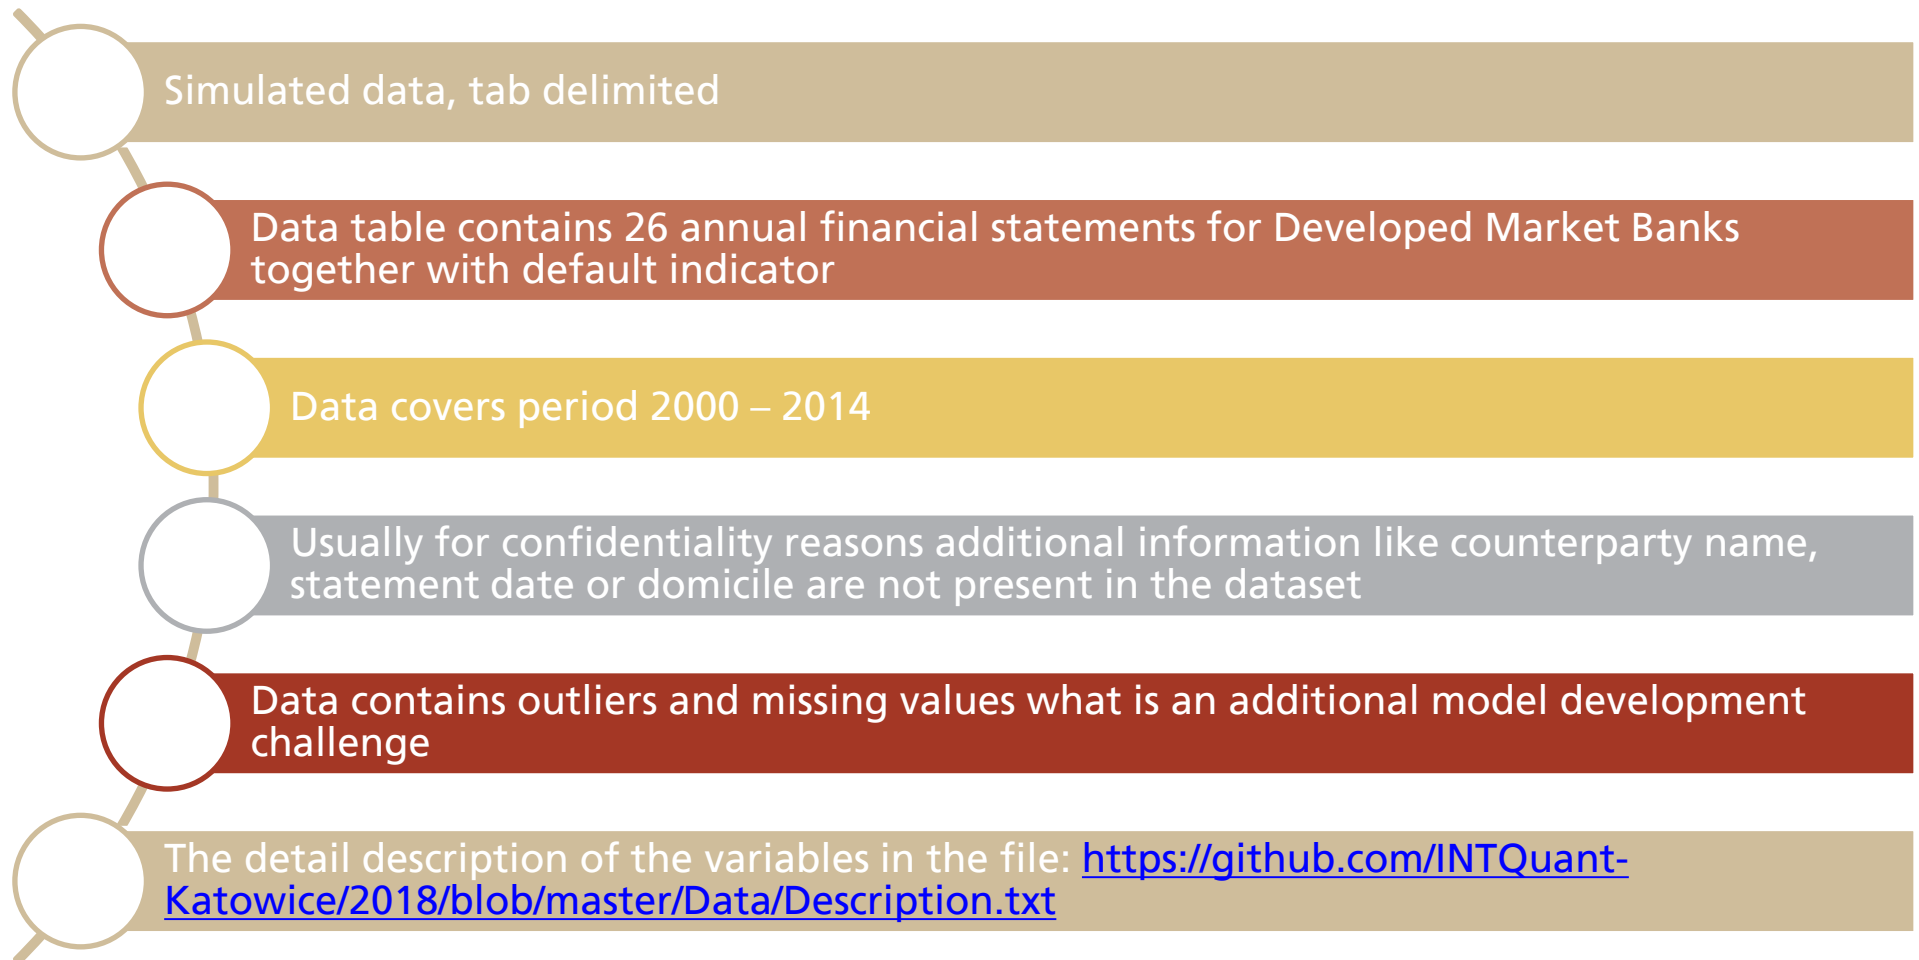 Simulated data, tab delimited
Data table contains 26 annual financial statements for Developed Market Banks
together with default indicator
Data covers period 2000 – 2014
Usually for confidentiality reasons additional information like counterparty name,
statement date or domicile are not present in the dataset
Data contains outliers and missing values what is an additional model development
challenge
The detail description of the variables in the file: https://github.com/INTQuant-
Katowice/2018/blob/master/Data/Description.txt